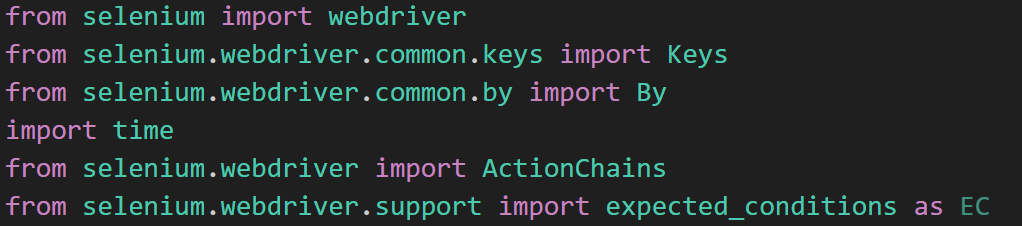 from selenium import webdriver
from selenium.webdriver.common.keys import Keys
from selenium.webdriver.common.by import By
import time
from selenium.webdriver import ActionChains
from selenium.webdriver.support import expected_conditions as EC